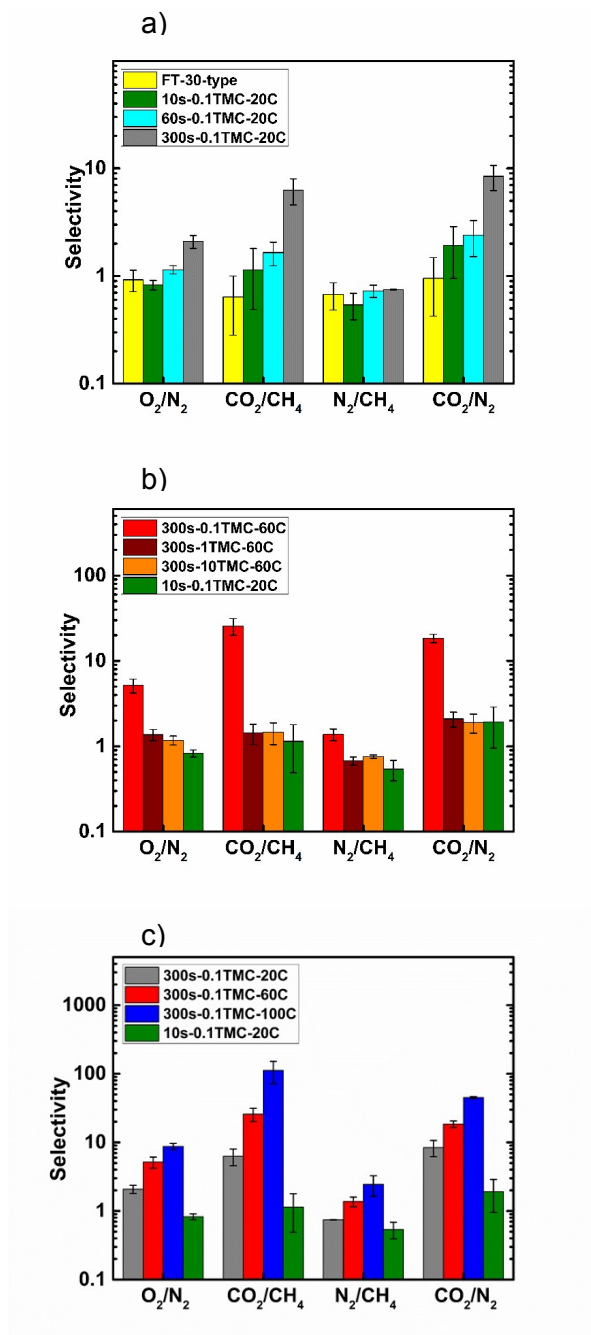 a)
FT-30-type
10s-0.1TMC-20C
60s-0.1TMC-20C
300s-0.1TMC-20C
10
1
0.1
Selectivity
O₂/N₂ CO₂/CH₄ N₂/CH₄ CO₂/N₂
b)
300s-0.1TMC-60C
300s-1TMC-60C
300s-10TMC-60C
10s-0.1TMC-20C
100
10
1
0.1
Selectivity
O₂/N₂ CO₂/CH₄ N₂/CH₄ CO₂/N₂
c)
300s-0.1TMC-20C
300s-0.1TMC-60C
300s-0.1TMC-100C
10s-0.1TMC-20C
1000
100
10
1
0.1
Selectivity
O₂/N₂ CO₂/CH₄ N₂/CH₄ CO₂/N₂